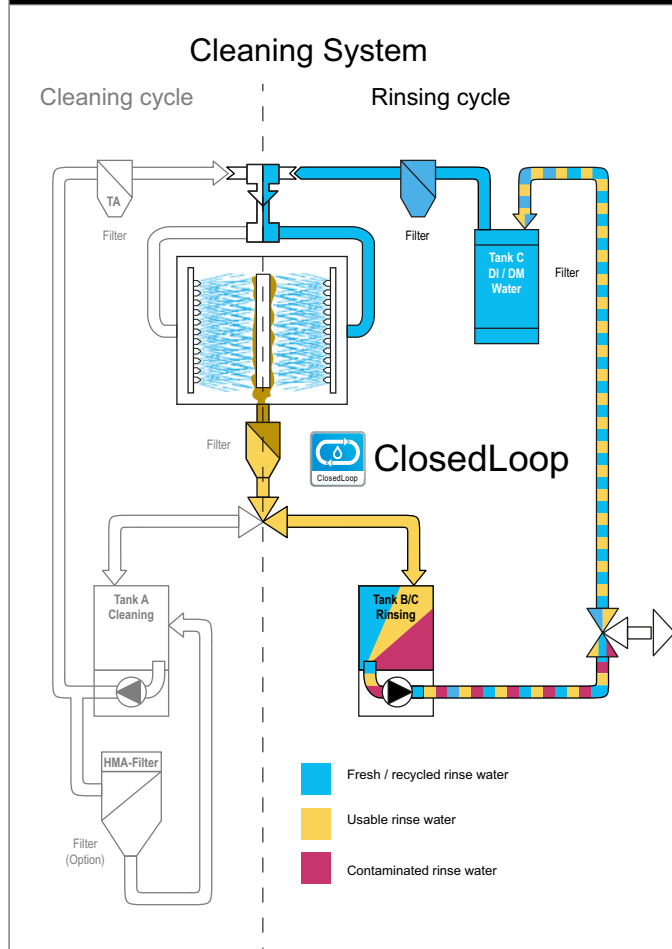 Cleaning System
Cleaning cycle
Rinsing cycle
TA
Filter
Filter
Tank C
DI / DM
Water
Filter
Filter
ClosedLoop
ClosedLoop
Tank A
Cleaning
Tank B/C
Rinsing
HMA-Filter
Filter
(Option)
Fresh / recycled rinse water
Usable rinse water
Contaminated rinse water